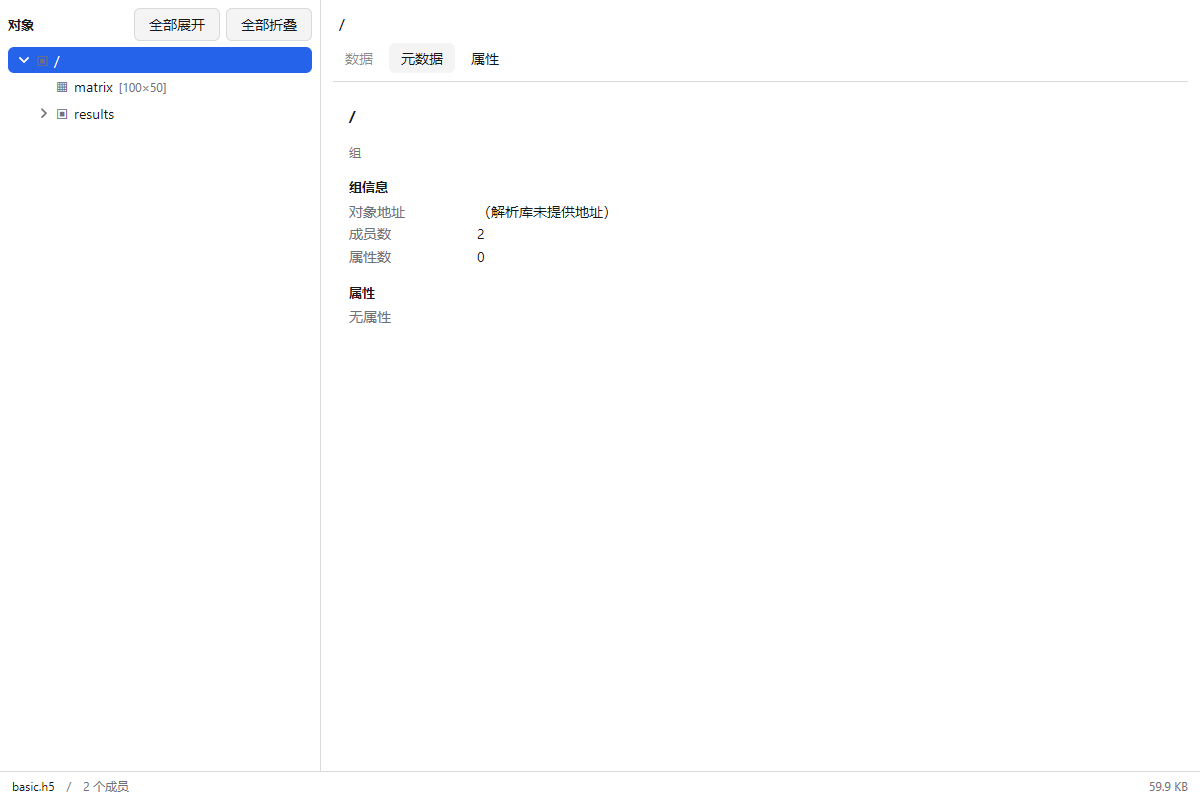 对象 全部展开 全部折叠
/
matrix [100×50]
results
/
数据 元数据 属性
/
组
组信息
对象地址 （解析库未提供地址）
成员数 2
属性数 0
属性
无属性
basic.h5 / 2 个成员 59.9 KB